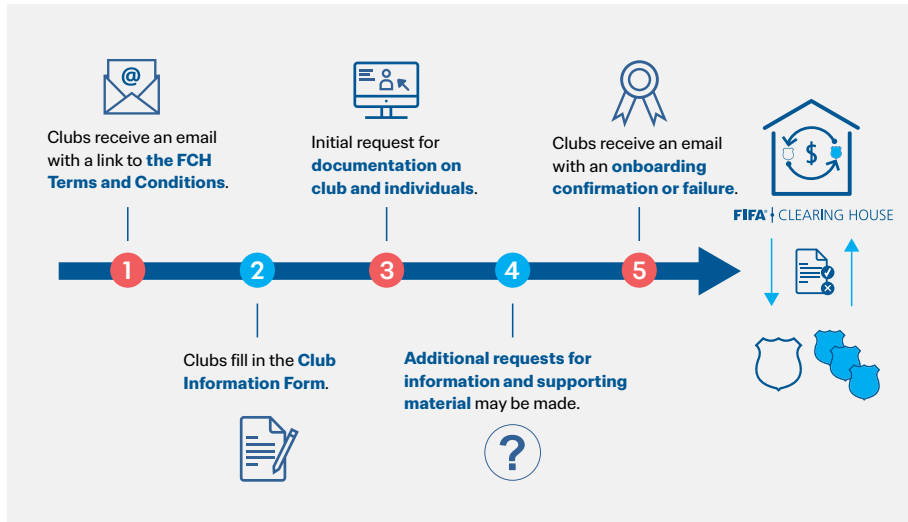 @
Clubs receive an email
with a link to the FCH
Terms and Conditions.
Initial request for
documentation on
club and individuals.
Clubs receive an email
with an onboarding
confirmation or failure.
$
FIFA® CLEARING HOUSE
1
2
3
4
5
Clubs fill in the Club
Information Form.
Additional requests for
information and supporting
material may be made.
?